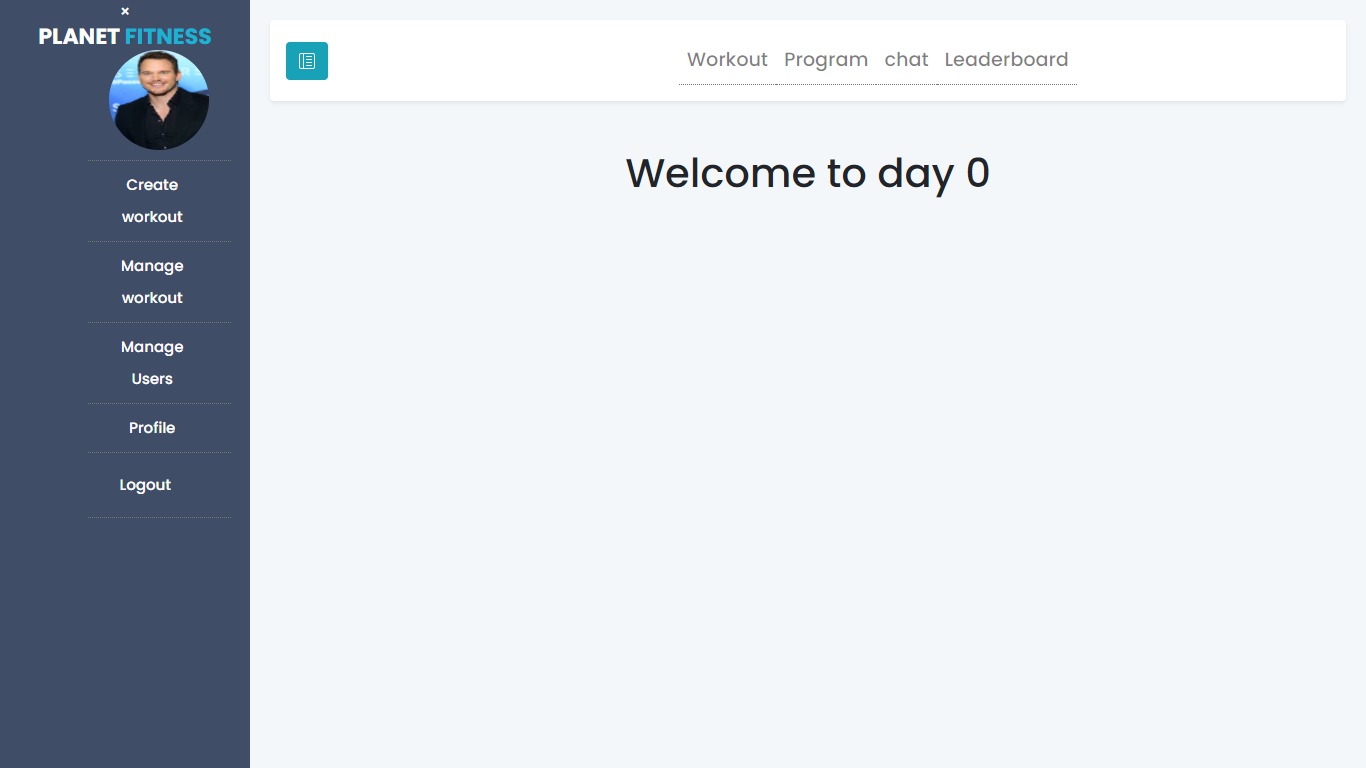 ×
PLANET FITNESS
Create
workout
Manage
workout
Manage
Users
Profile
Logout
Workout Program chat Leaderboard
Welcome to day 0